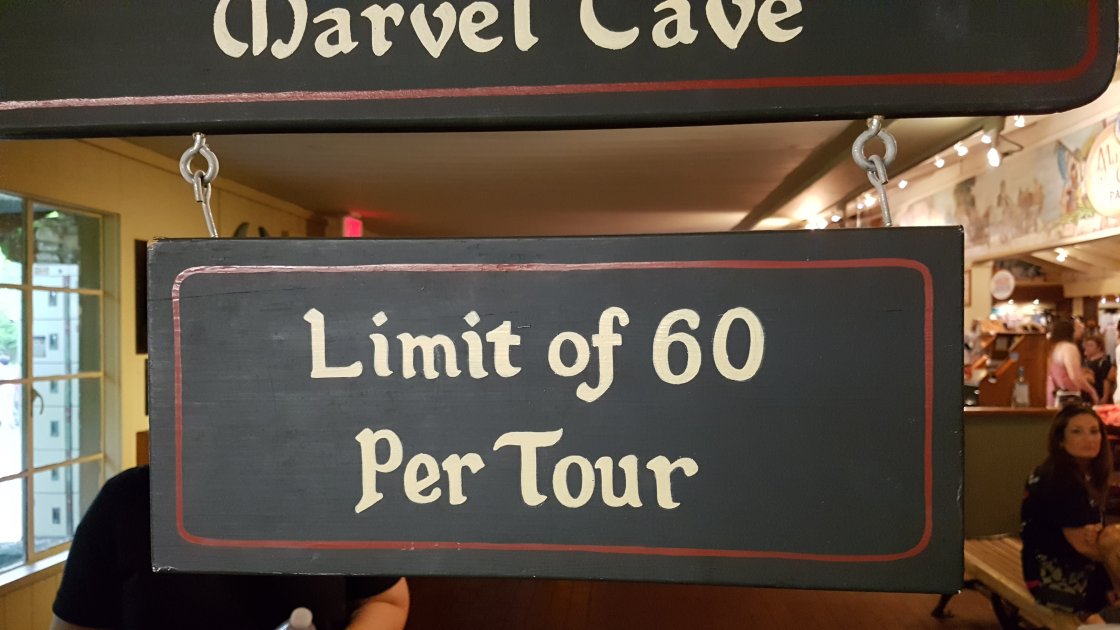 Marvel Cave
Limit of 60
Per Tour